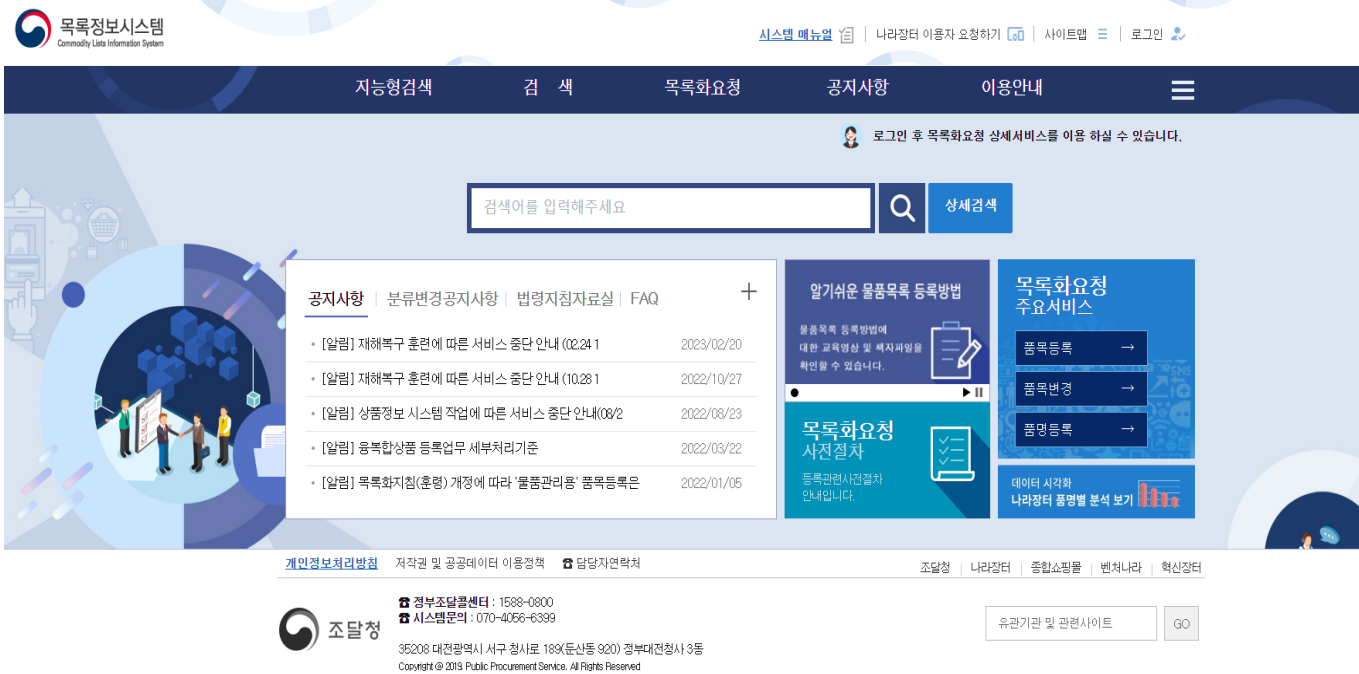 목록정보시스템
Commodity Lists Information System
시스템 매뉴얼 나라장터 이용자 요청하기 사이트맵 로그인
지능형검색 검 색 목록화요청 공지사항 이용안내
로그인 후 목록화요청 상세서비스를 이용 하실 수 있습니다.
검색어를 입력해주세요 상세검색
공지사항 분류변경공지사항 법령지침자료실 FAQ
[알림] 재해복구 훈련에 따른 서비스 중단 안내 (02.24 1 2023/02/20
[알림] 재해복구 훈련에 따른 서비스 중단 안내 (10.28 1 2022/10/27
[알림] 상품정보 시스템 작업에 따른 서비스 중단 안내(08/2 2022/08/23
[알림] 융복합상품 등록업무 세부처리기준 2022/03/22
[알림] 목록화지침(훈령) 개정에 따라 '물품관리용' 품목등록은 2022/01/05
알기쉬운 물품목록 등록방법
물품목록 등록방법에
대한 교육영상 및 책자파일을
확인할 수 있습니다.
목록화요청
사전절차
등록관련사전절차
안내입니다.
목록화요청
주요서비스
품목등록 →
품목변경 →
품명등록 →
데이터 시각화
나라장터 품명별 분석 보기
개인정보처리방침 저작권 및 공공데이터 이용정책 ☎ 담당자연락처
조달청 나라장터 종합쇼핑몰 벤처나라 혁신장터
조달청
☎ 정부조달콜센터 : 1588-0800
☎ 시스템문의 : 070-4056-6399
35208 대전광역시 서구 청사로 189(둔산동 920) 정부대전청사 3동
Copyright @ 2019. Public Procurement Service. All Rights Reserved
유관기관 및 관련사이트 GO